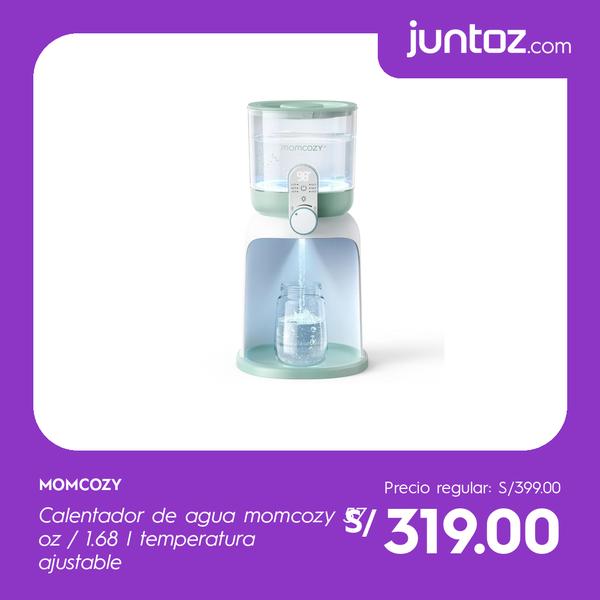 juntoz.com
momcozy
98°
MOMCOZY
Precio regular: S/399.00
Calentador de agua momcozy
S/ 319.00
oz / 1.68 l temperatura
ajustable